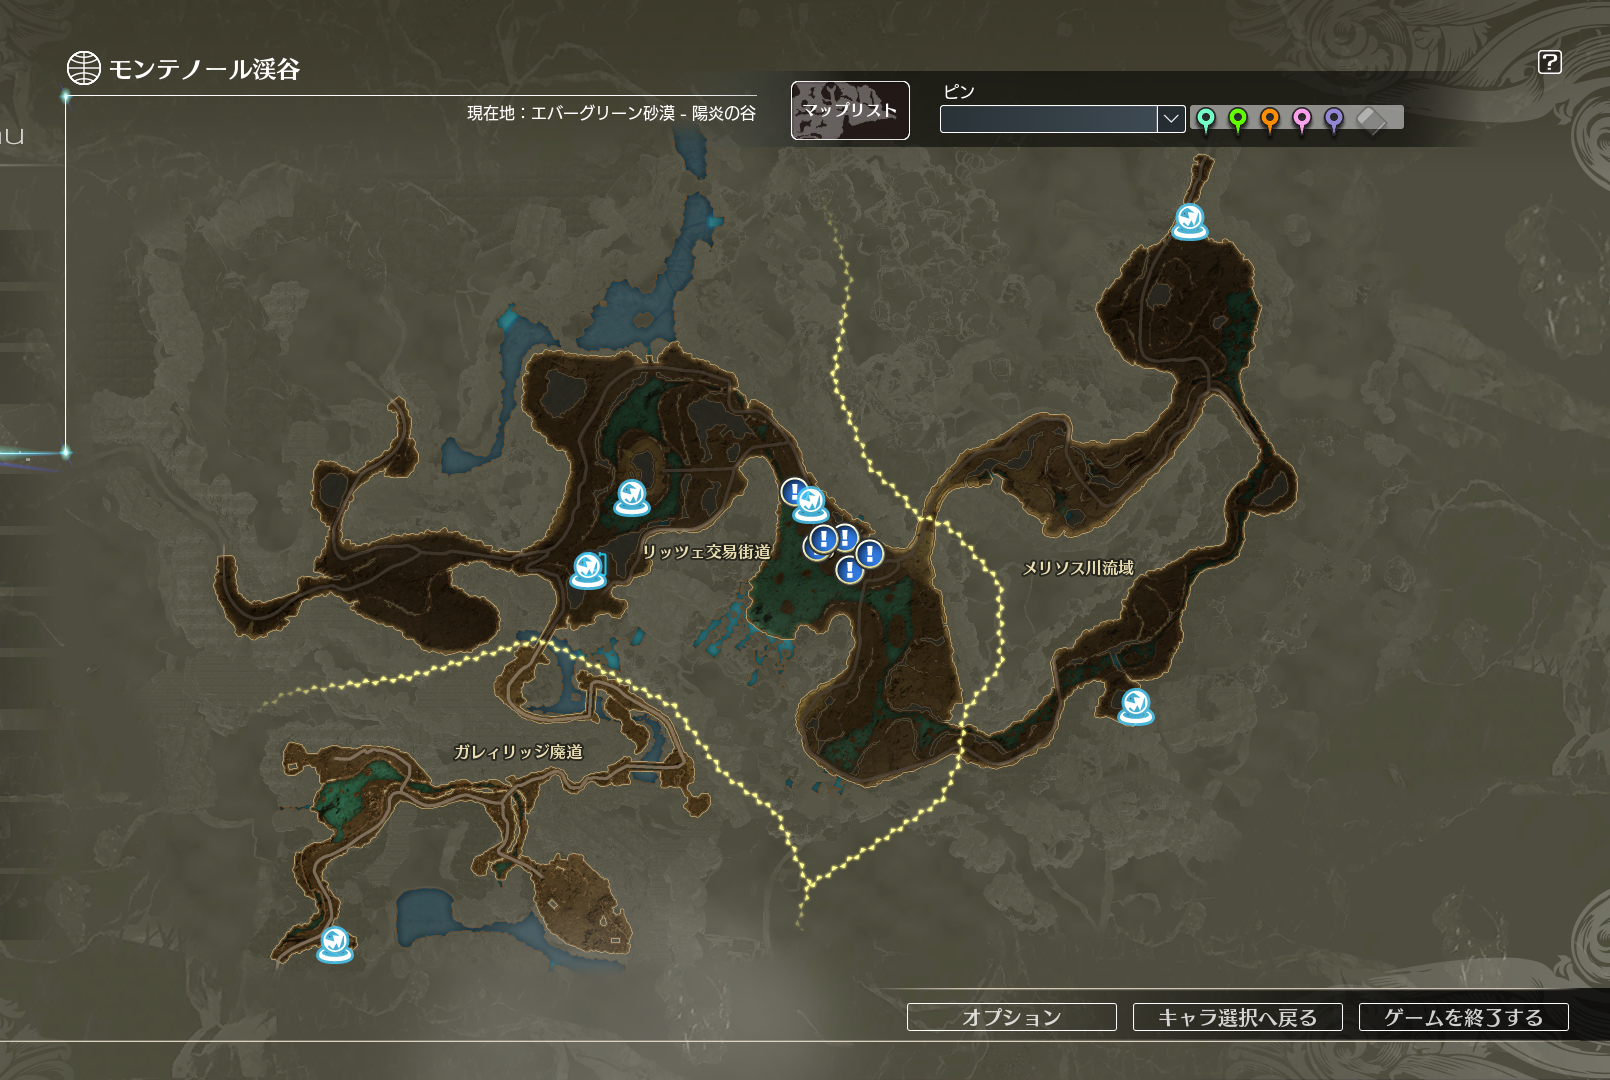 モンテノール渓谷
現在地：エバーグリーン砂漠 - 陽炎の谷
マップリスト
ピン
?
リッツェ交易街道
メリソス川流域
ガレィリッジ廃道
オプション
キャラ選択へ戻る
ゲームを終了する